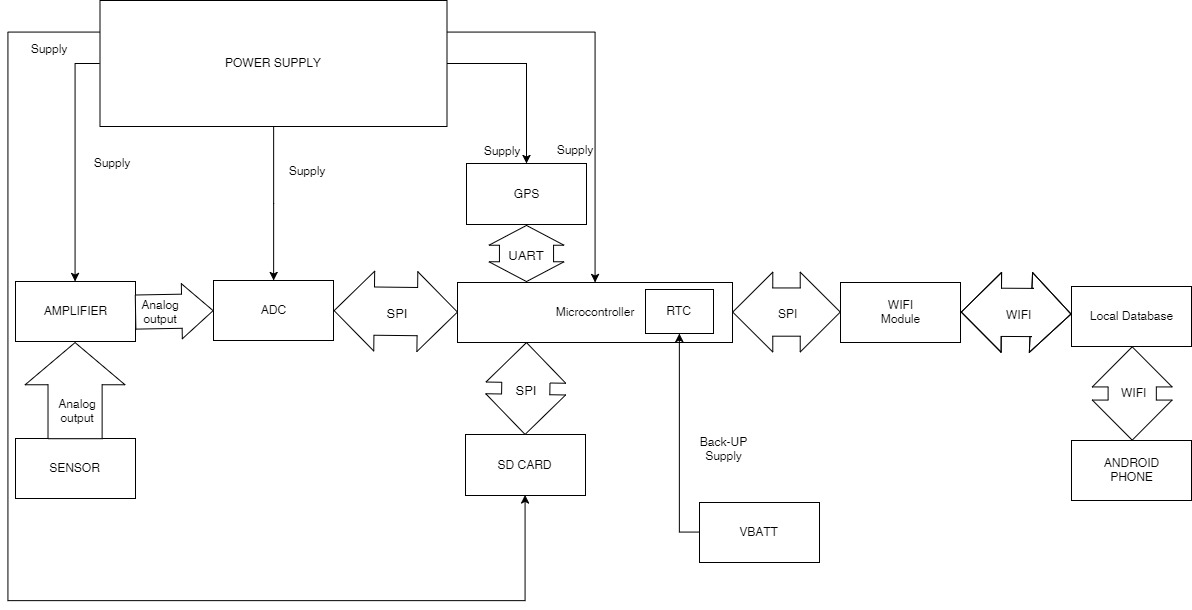 Supply
POWER SUPPLY
Supply
Supply
Supply
Supply
GPS
UART
AMPLIFIER
Analog
output
ADC
SPI
Microcontroller
RTC
SPI
WIFI
Module
WIFI
Local Database
Analog
output
SPI
WIFI
SENSOR
SD CARD
Back-UP
Supply
ANDROID
PHONE
VBATT